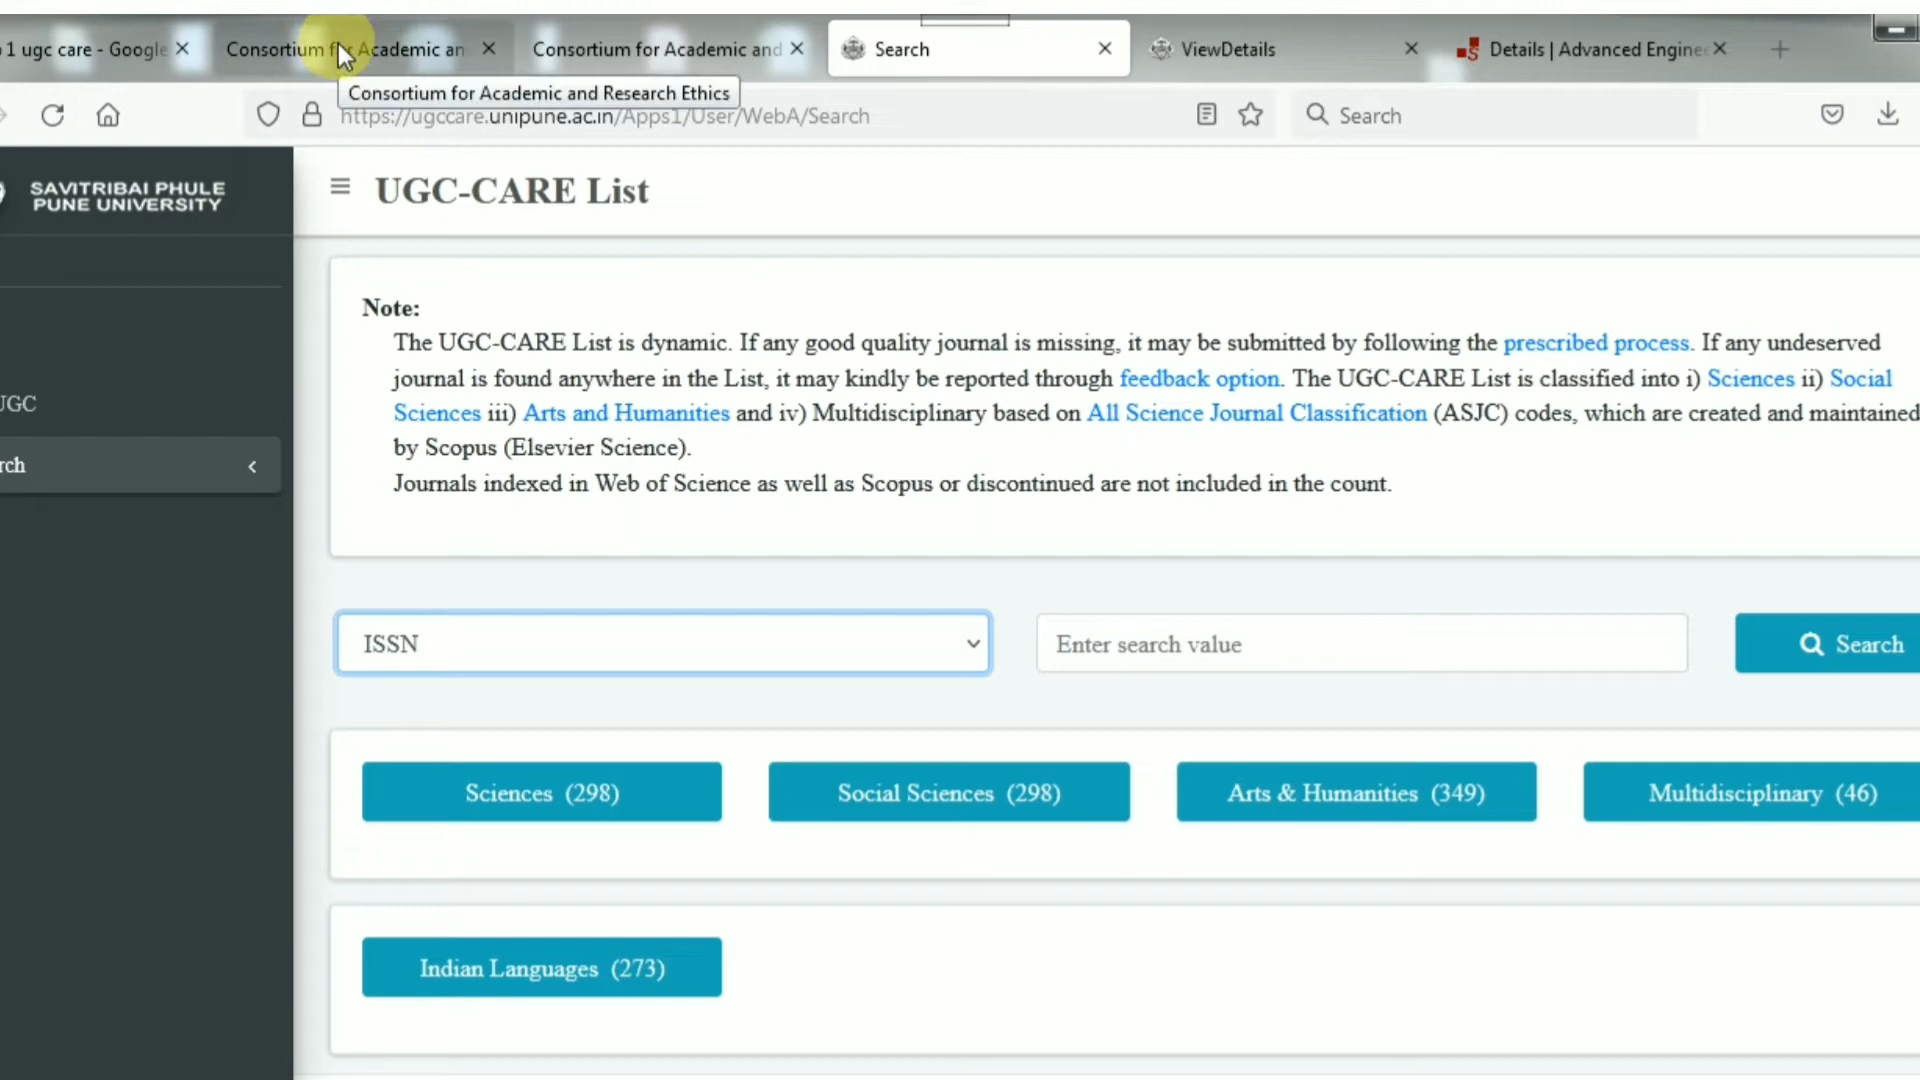 1 ugc care - Google
Consortium for Academic an
Consortium for Academic and
Search
ViewDetails
Details | Advanced Engine
Consortium for Academic and Research Ethics
https://ugccare.unipune.ac.in/Apps1/User/WebA/Search
Search
SAVITRIBAI PHULE
PUNE UNIVERSITY
UGC-CARE List
Note:
The UGC-CARE List is dynamic. If any good quality journal is missing, it may be submitted by following the prescribed process. If any undeserved
journal is found anywhere in the List, it may kindly be reported through feedback option. The UGC-CARE List is classified into i) Sciences ii) Social
Sciences iii) Arts and Humanities and iv) Multidisciplinary based on All Science Journal Classification (ASJC) codes, which are created and maintained
by Scopus (Elsevier Science).
Journals indexed in Web of Science as well as Scopus or discontinued are not included in the count.
UGC
rch
ISSN
Enter search value
Search
Sciences (298)
Social Sciences (298)
Arts & Humanities (349)
Multidisciplinary (46)
Indian Languages (273)